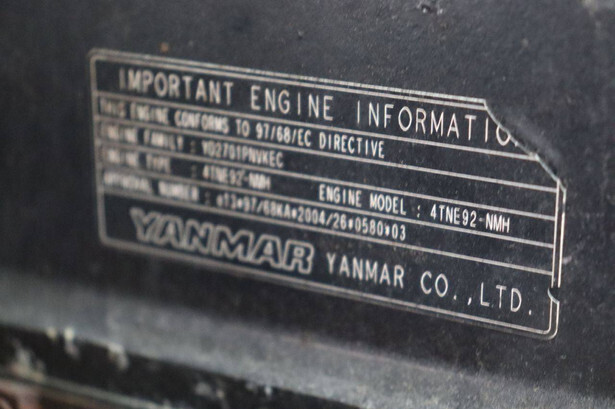 IMPORTANT ENGINE INFORMATIO
THIS ENGINE CONFORMS TO 97/68/EC DIRECTIVE
ENGINE FAMILY : YD2701PNVKEC
ENGINE TYPE : 4TNE92-NMH ENGINE MODEL : 4TNE92-NMH
APPROVAL NUMBER : e13*97/68KA*2004/26*0580*03
YANMAR YANMAR CO.,LTD.